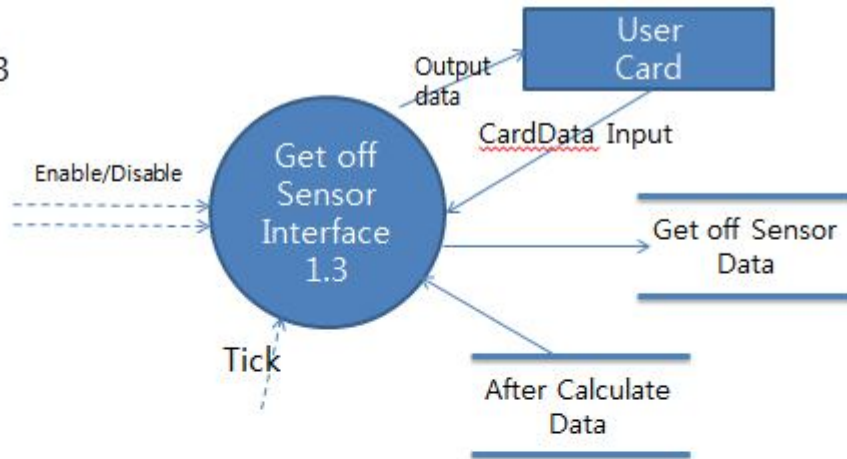 3
User
Card
Output
data
CardData Input
Get off
Sensor
Interface
1.3
Enable/Disable
Get off Sensor
Data
Tick
After Calculate
Data